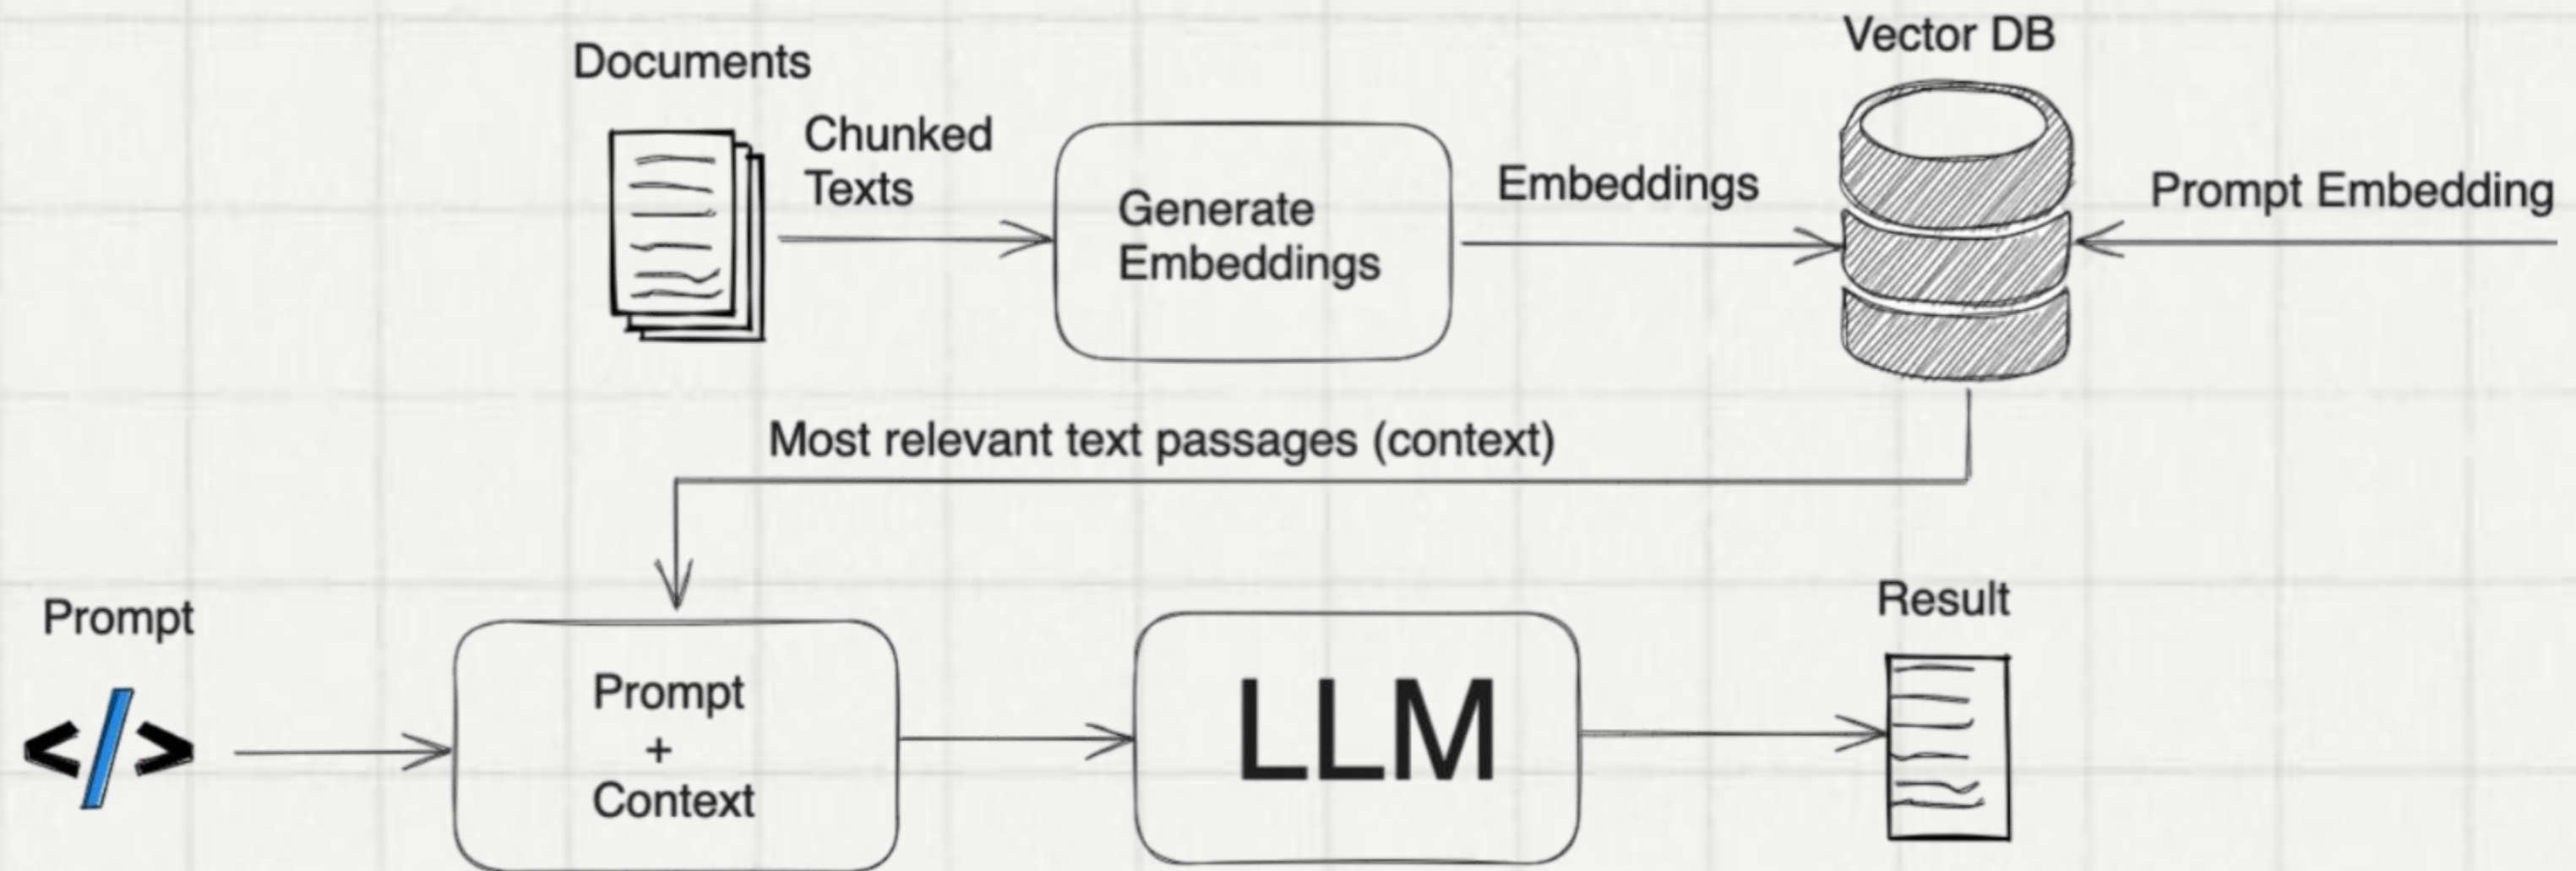 Documents
Vector DB
Chunked
Texts
Generate
Embeddings
Embeddings
Prompt Embedding
Most relevant text passages (context)
Prompt
</>
Prompt
+
Context
LLM
Result